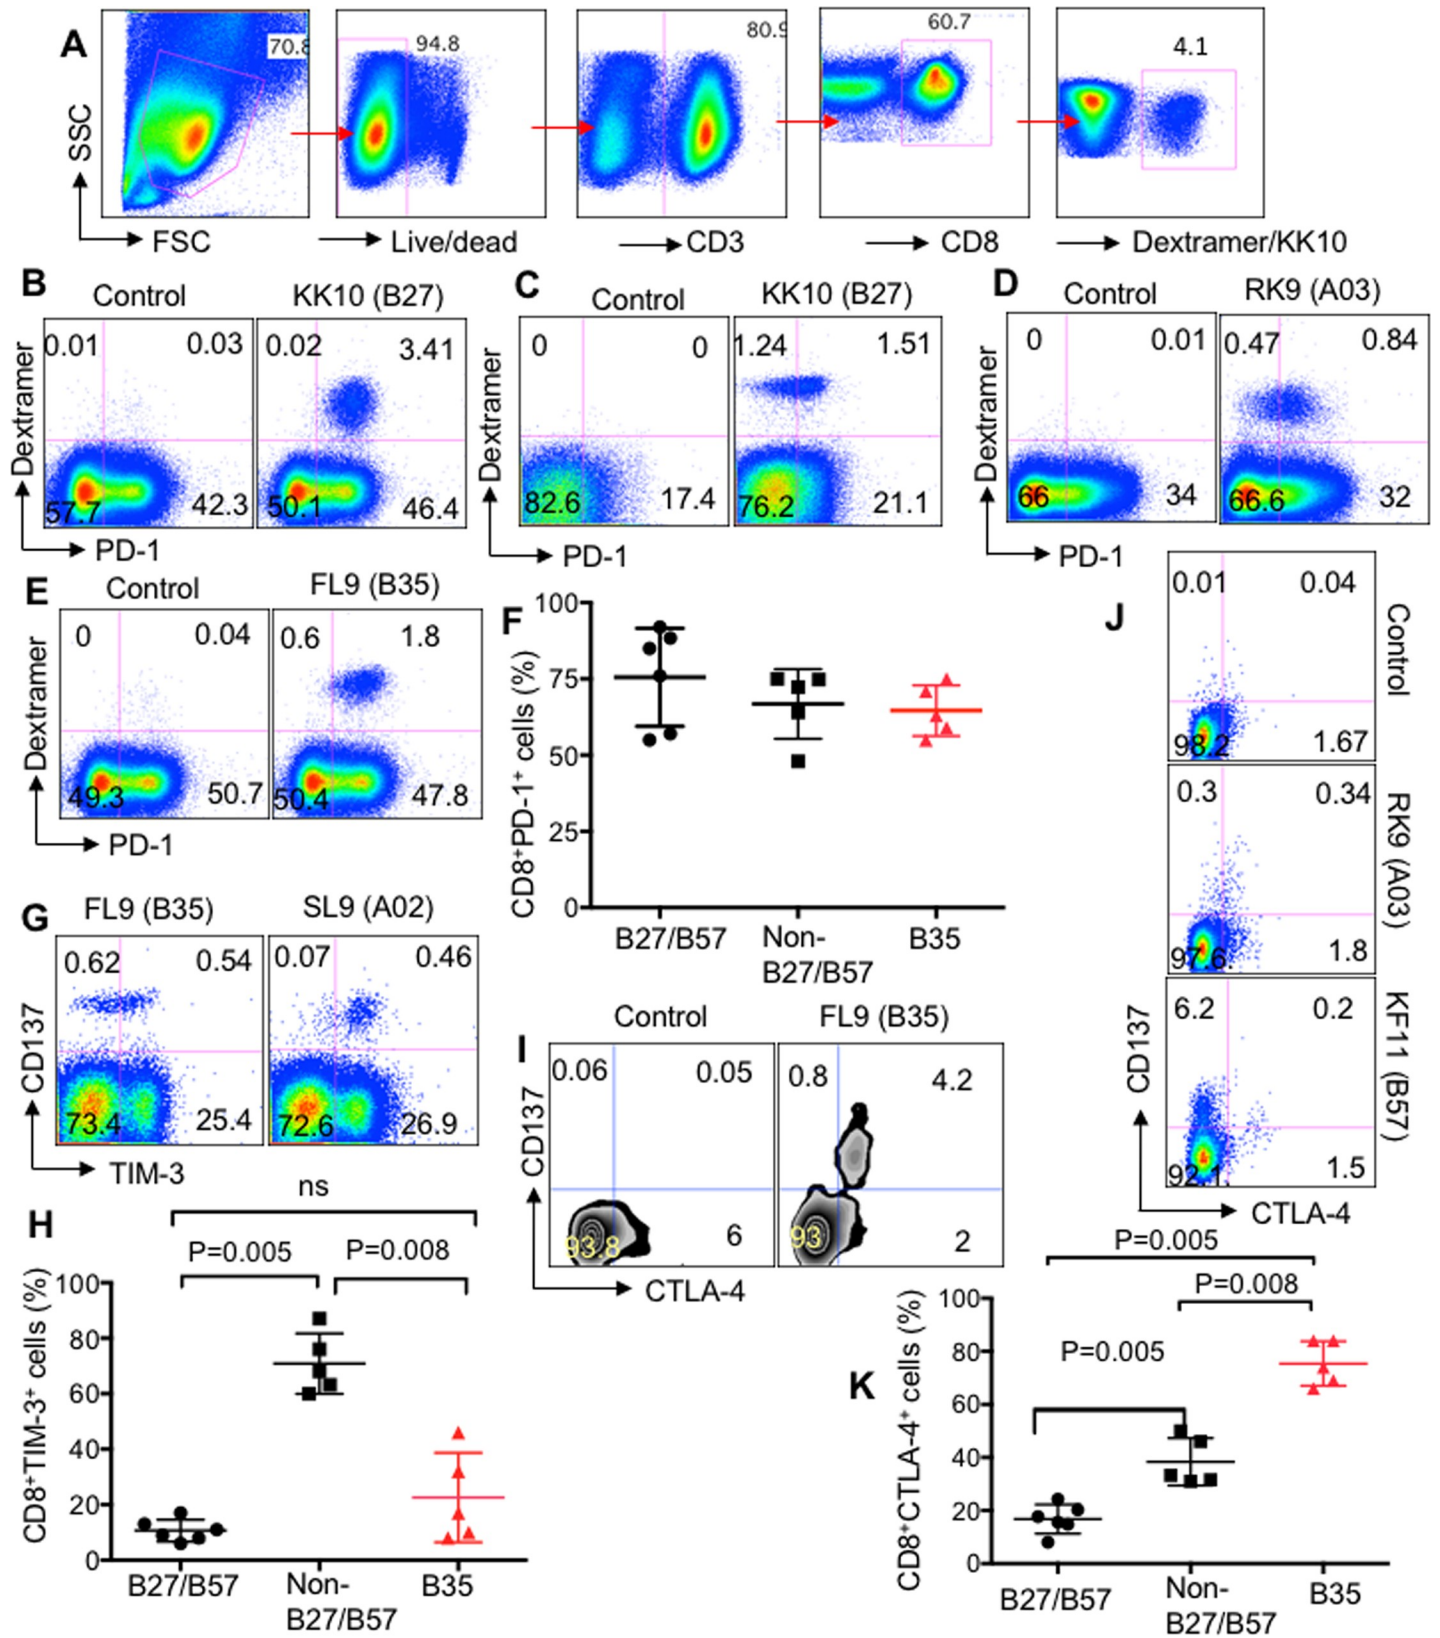 A
SSC
70.8
94.8
80.9
60.7
4.1
FSC
Live/dead
CD3
CD8
Dextramer/KK10
B
Control
KK10 (B27)
Dextramer
0.01
0.03
0.02
3.41
57.7
42.3
50.1
46.4
PD-1
C
Control
KK10 (B27)
Dextramer
0
0
1.24
1.51
82.6
17.4
76.2
21.1
PD-1
D
Control
RK9 (A03)
Dextramer
0
0.01
0.47
0.84
66
34
66.6
32
PD-1
E
Control
FL9 (B35)
Dextramer
0
0.04
0.6
1.8
49.3
50.7
50.4
47.8
PD-1
F
CD8+PD-1+ cells (%)
100
75
50
25
0
B27/B57
Non-
B27/B57
B35
G
FL9 (B35)
SL9 (A02)
CD137
0.62
0.54
0.07
0.46
73.4
25.4
72.6
26.9
TIM-3
H
ns
P=0.005
P=0.008
CD8+TIM-3+ cells (%)
100
80
60
40
20
0
B27/B57
Non-
B27/B57
B35
I
Control
FL9 (B35)
CD137
0.06
0.05
0.8
4.2
93.8
6
93
2
CTLA-4
J
0.01
0.04
98.2
1.67
Control
0.3
0.34
97.6.
1.8
RK9 (A03)
6.2
0.2
92.1.
1.5
KF11 (B57)
CD137
CTLA-4
K
P=0.005
P=0.008
P=0.005
CD8+CTLA-4+ cells (%)
100
80
60
40
20
0
B27/B57
Non-
B27/B57
B35